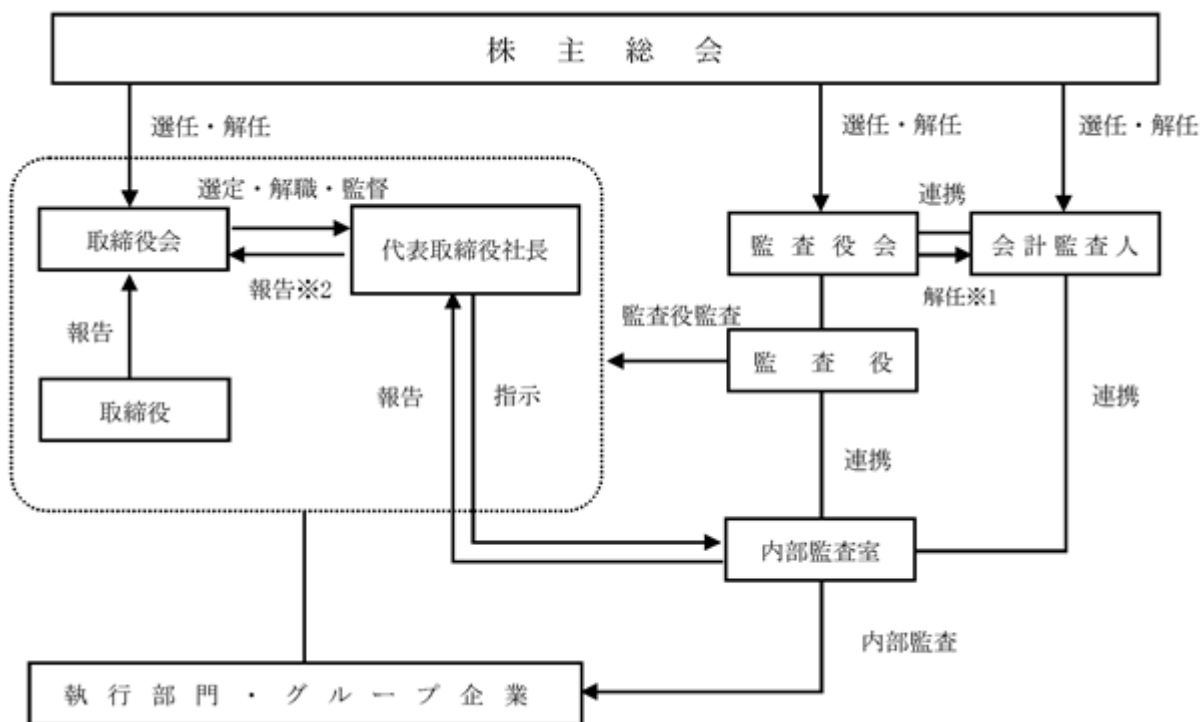 株主総会
選任・解任
選任・解任
選任・解任
選定・解職・監督
連携
取締役会
代表取締役社長
監査役会
会計監査人
報告※2
解任※1
報告
監査役監査
監査役
取締役
報告
指示
連携
連携
内部監査室
内部監査
執行部門・グループ企業